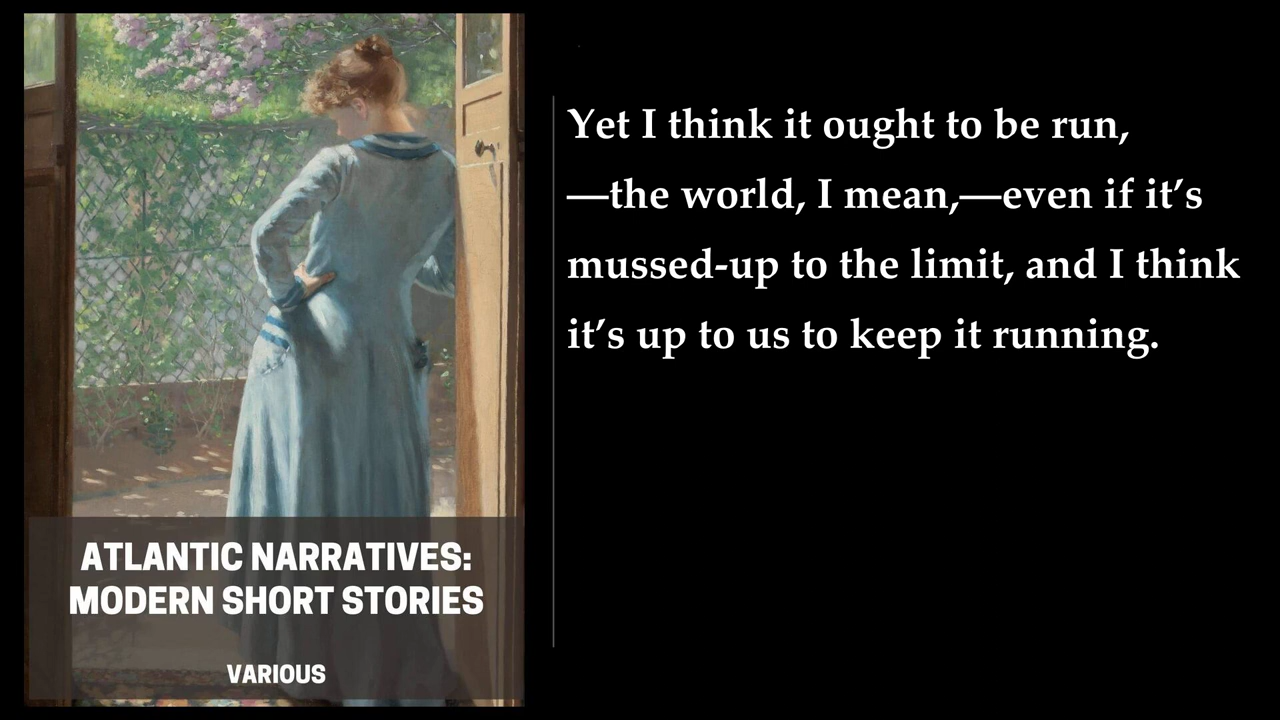 Yet I think it ought to be run,
—the world, I mean,—even if it’s
mussed-up to the limit, and I think
it’s up to us to keep it running.
ATLANTIC NARRATIVES:
MODERN SHORT STORIES
VARIOUS